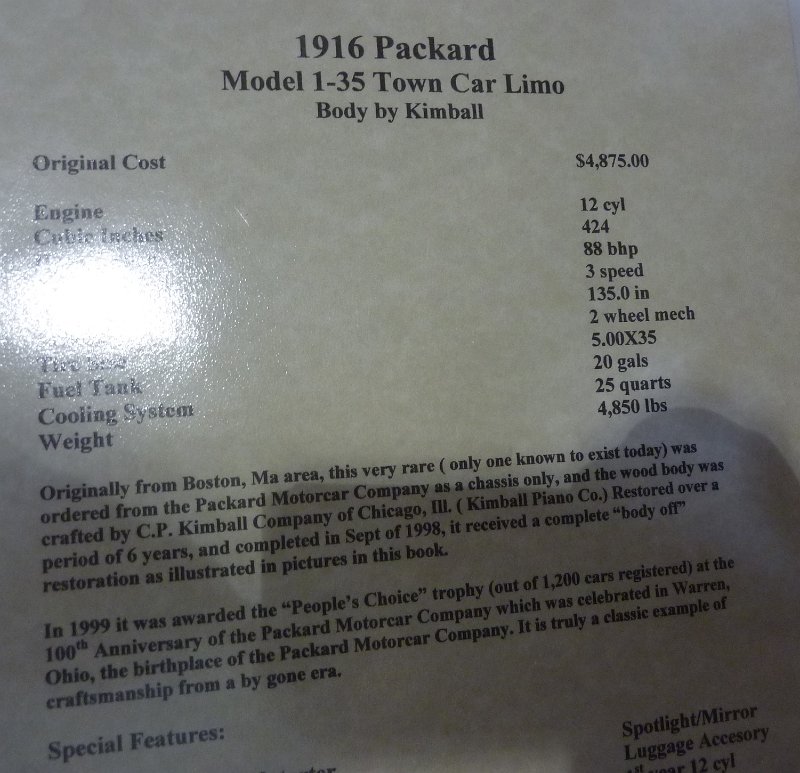 1916 Packard
Model 1-35 Town Car Limo
Body by Kimball
Original Cost $4,875.00
Engine 12 cyl
Cubic Inches 424
88 bhp
3 speed
135.0 in
2 wheel mech
Tire Size 5.00X35
Fuel Tank 20 gals
Cooling System 25 quarts
Weight 4,850 lbs
Originally from Boston, Ma area, this very rare ( only one known to exist today) was
ordered from the Packard Motorcar Company as a chassis only, and the wood body was
crafted by C.P. Kimball Company of Chicago, Ill. ( Kimball Piano Co.) Restored over a
period of 6 years, and completed in Sept of 1998, it received a complete “body off”
restoration as illustrated in pictures in this book.
In 1999 it was awarded the “People’s Choice” trophy (out of 1,200 cars registered) at the
100th Anniversary of the Packard Motorcar Company which was celebrated in Warren,
Ohio, the birthplace of the Packard Motorcar Company. It is truly a classic example of
craftsmanship from a by gone era.
Special Features: Spotlight/Mirror
Luggage Accesory
1st year 12 cyl